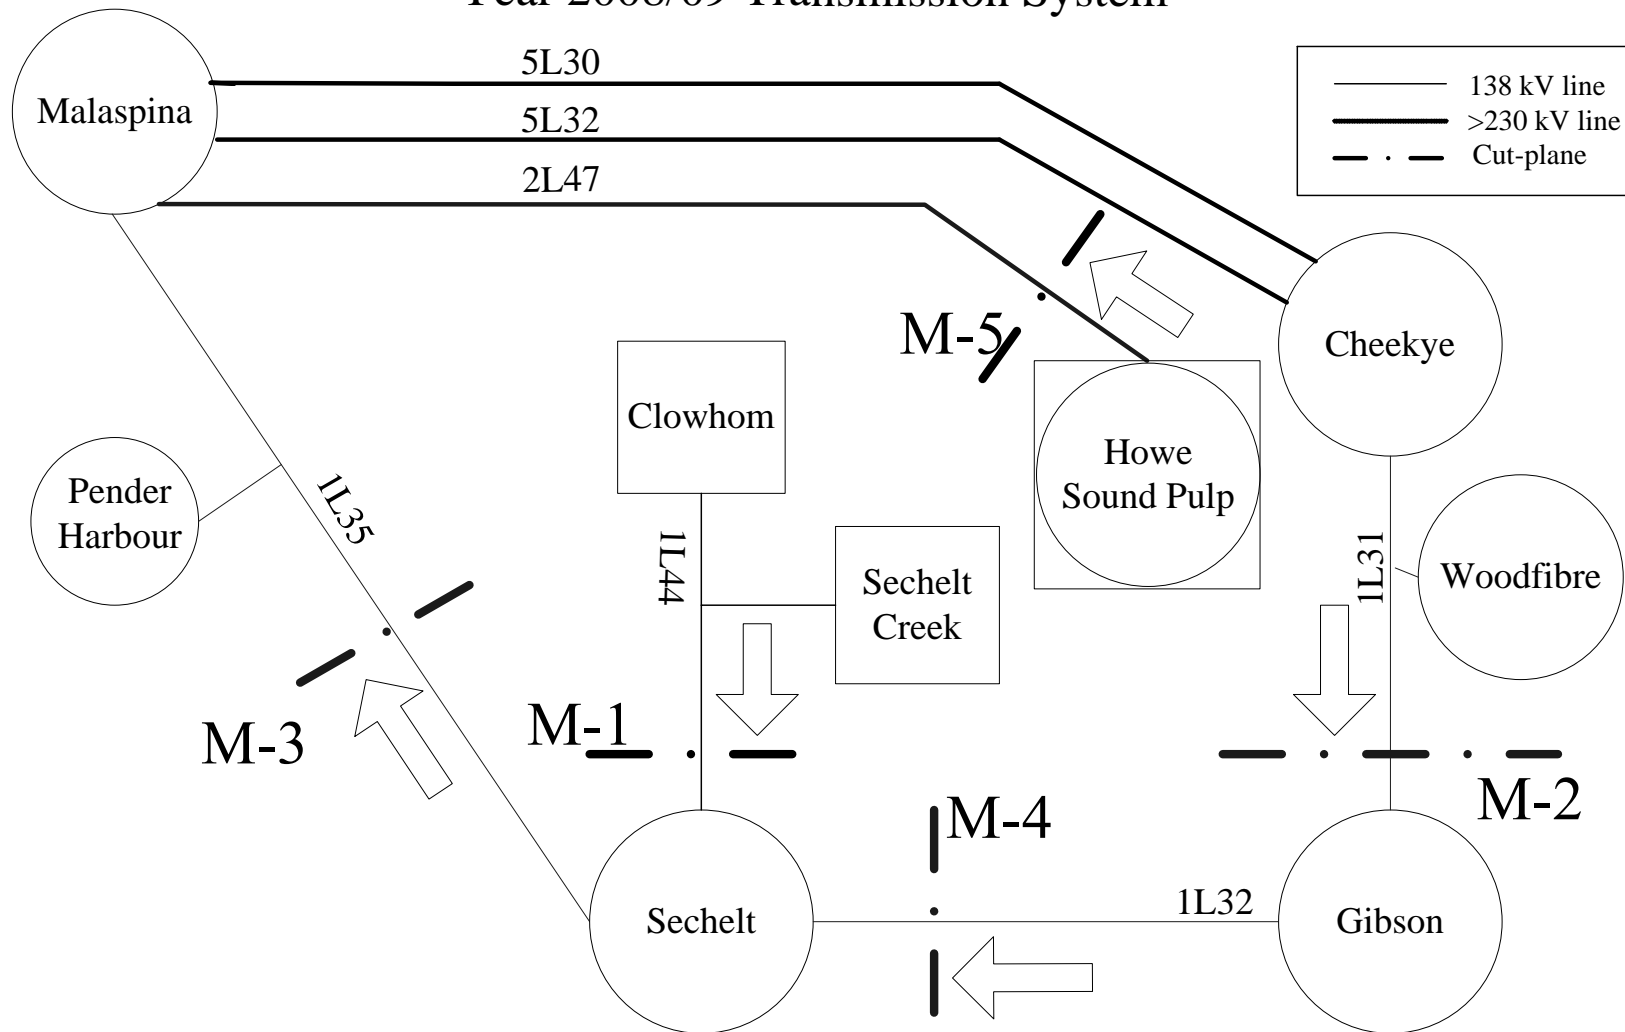 Year 2008/09 Transmission System
5L30
138 kV line
Malaspina
5L32
>230 kV line
Cut-plane
2L47
M-5
Cheekye
Clowhom
Howe
Sound Pulp
Pender
Harbour
1L35
1L44
1L31
Sechelt
Creek
Woodfibre
M-3
M-1
M-4
M-2
Sechelt
1L32
Gibson